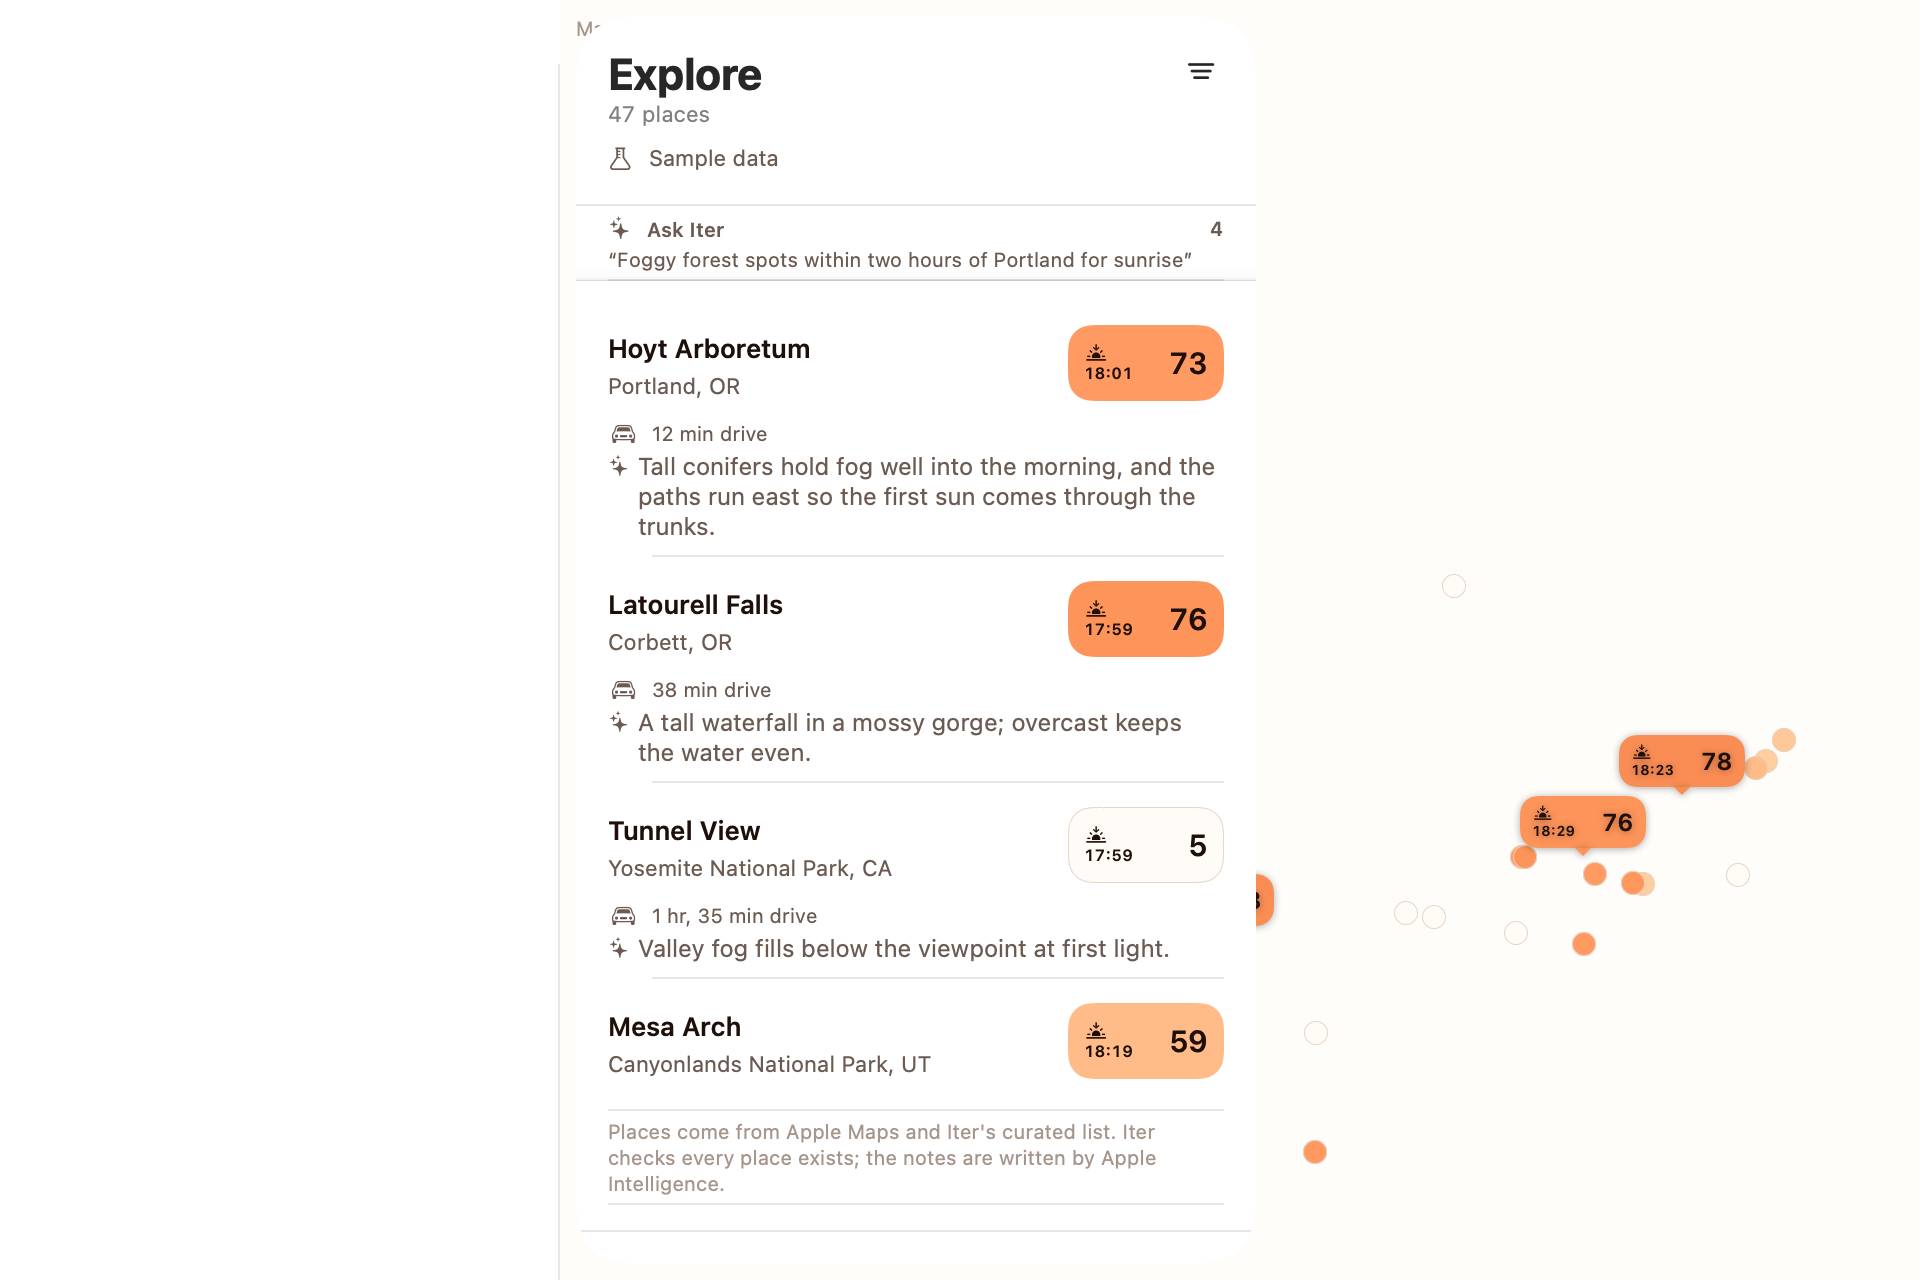 Explore
47 places
Sample data
Ask Iter
4
“Foggy forest spots within two hours of Portland for sunrise”
Hoyt Arboretum
Portland, OR
18:01
73
12 min drive
Tall conifers hold fog well into the morning, and the
paths run east so the first sun comes through the
trunks.
Latourell Falls
Corbett, OR
17:59
76
38 min drive
A tall waterfall in a mossy gorge; overcast keeps
the water even.
Tunnel View
Yosemite National Park, CA
17:59
5
1 hr, 35 min drive
Valley fog fills below the viewpoint at first light.
Mesa Arch
Canyonlands National Park, UT
18:19
59
Places come from Apple Maps and Iter's curated list. Iter
checks every place exists; the notes are written by Apple
Intelligence.
18:23
78
18:29
76